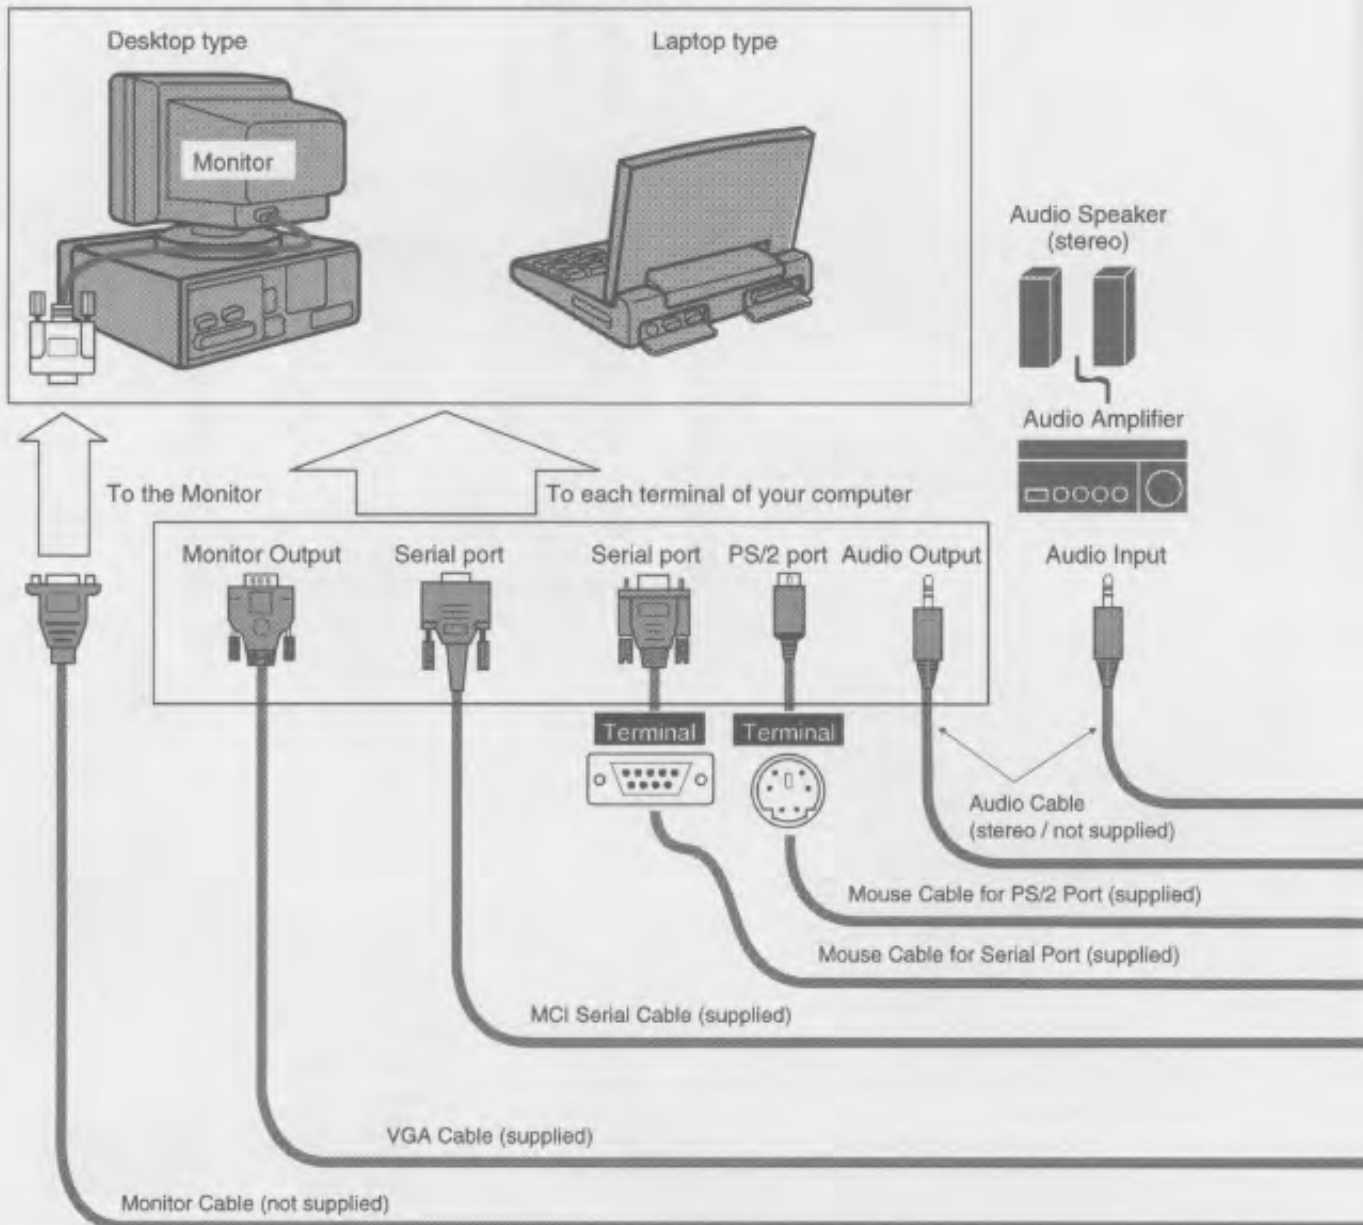 Desktop type
Laptop type
Monitor
Audio Speaker
(stereo)
Audio Amplifier
To the Monitor
To each terminal of your computer
Monitor Output
Serial port
Serial port
PS/2 port
Audio Output
Audio Input
Terminal
Terminal
Audio Cable
(stereo / not supplied)
Mouse Cable for PS/2 Port (supplied)
Mouse Cable for Serial Port (supplied)
MCI Serial Cable (supplied)
VGA Cable (supplied)
Monitor Cable (not supplied)